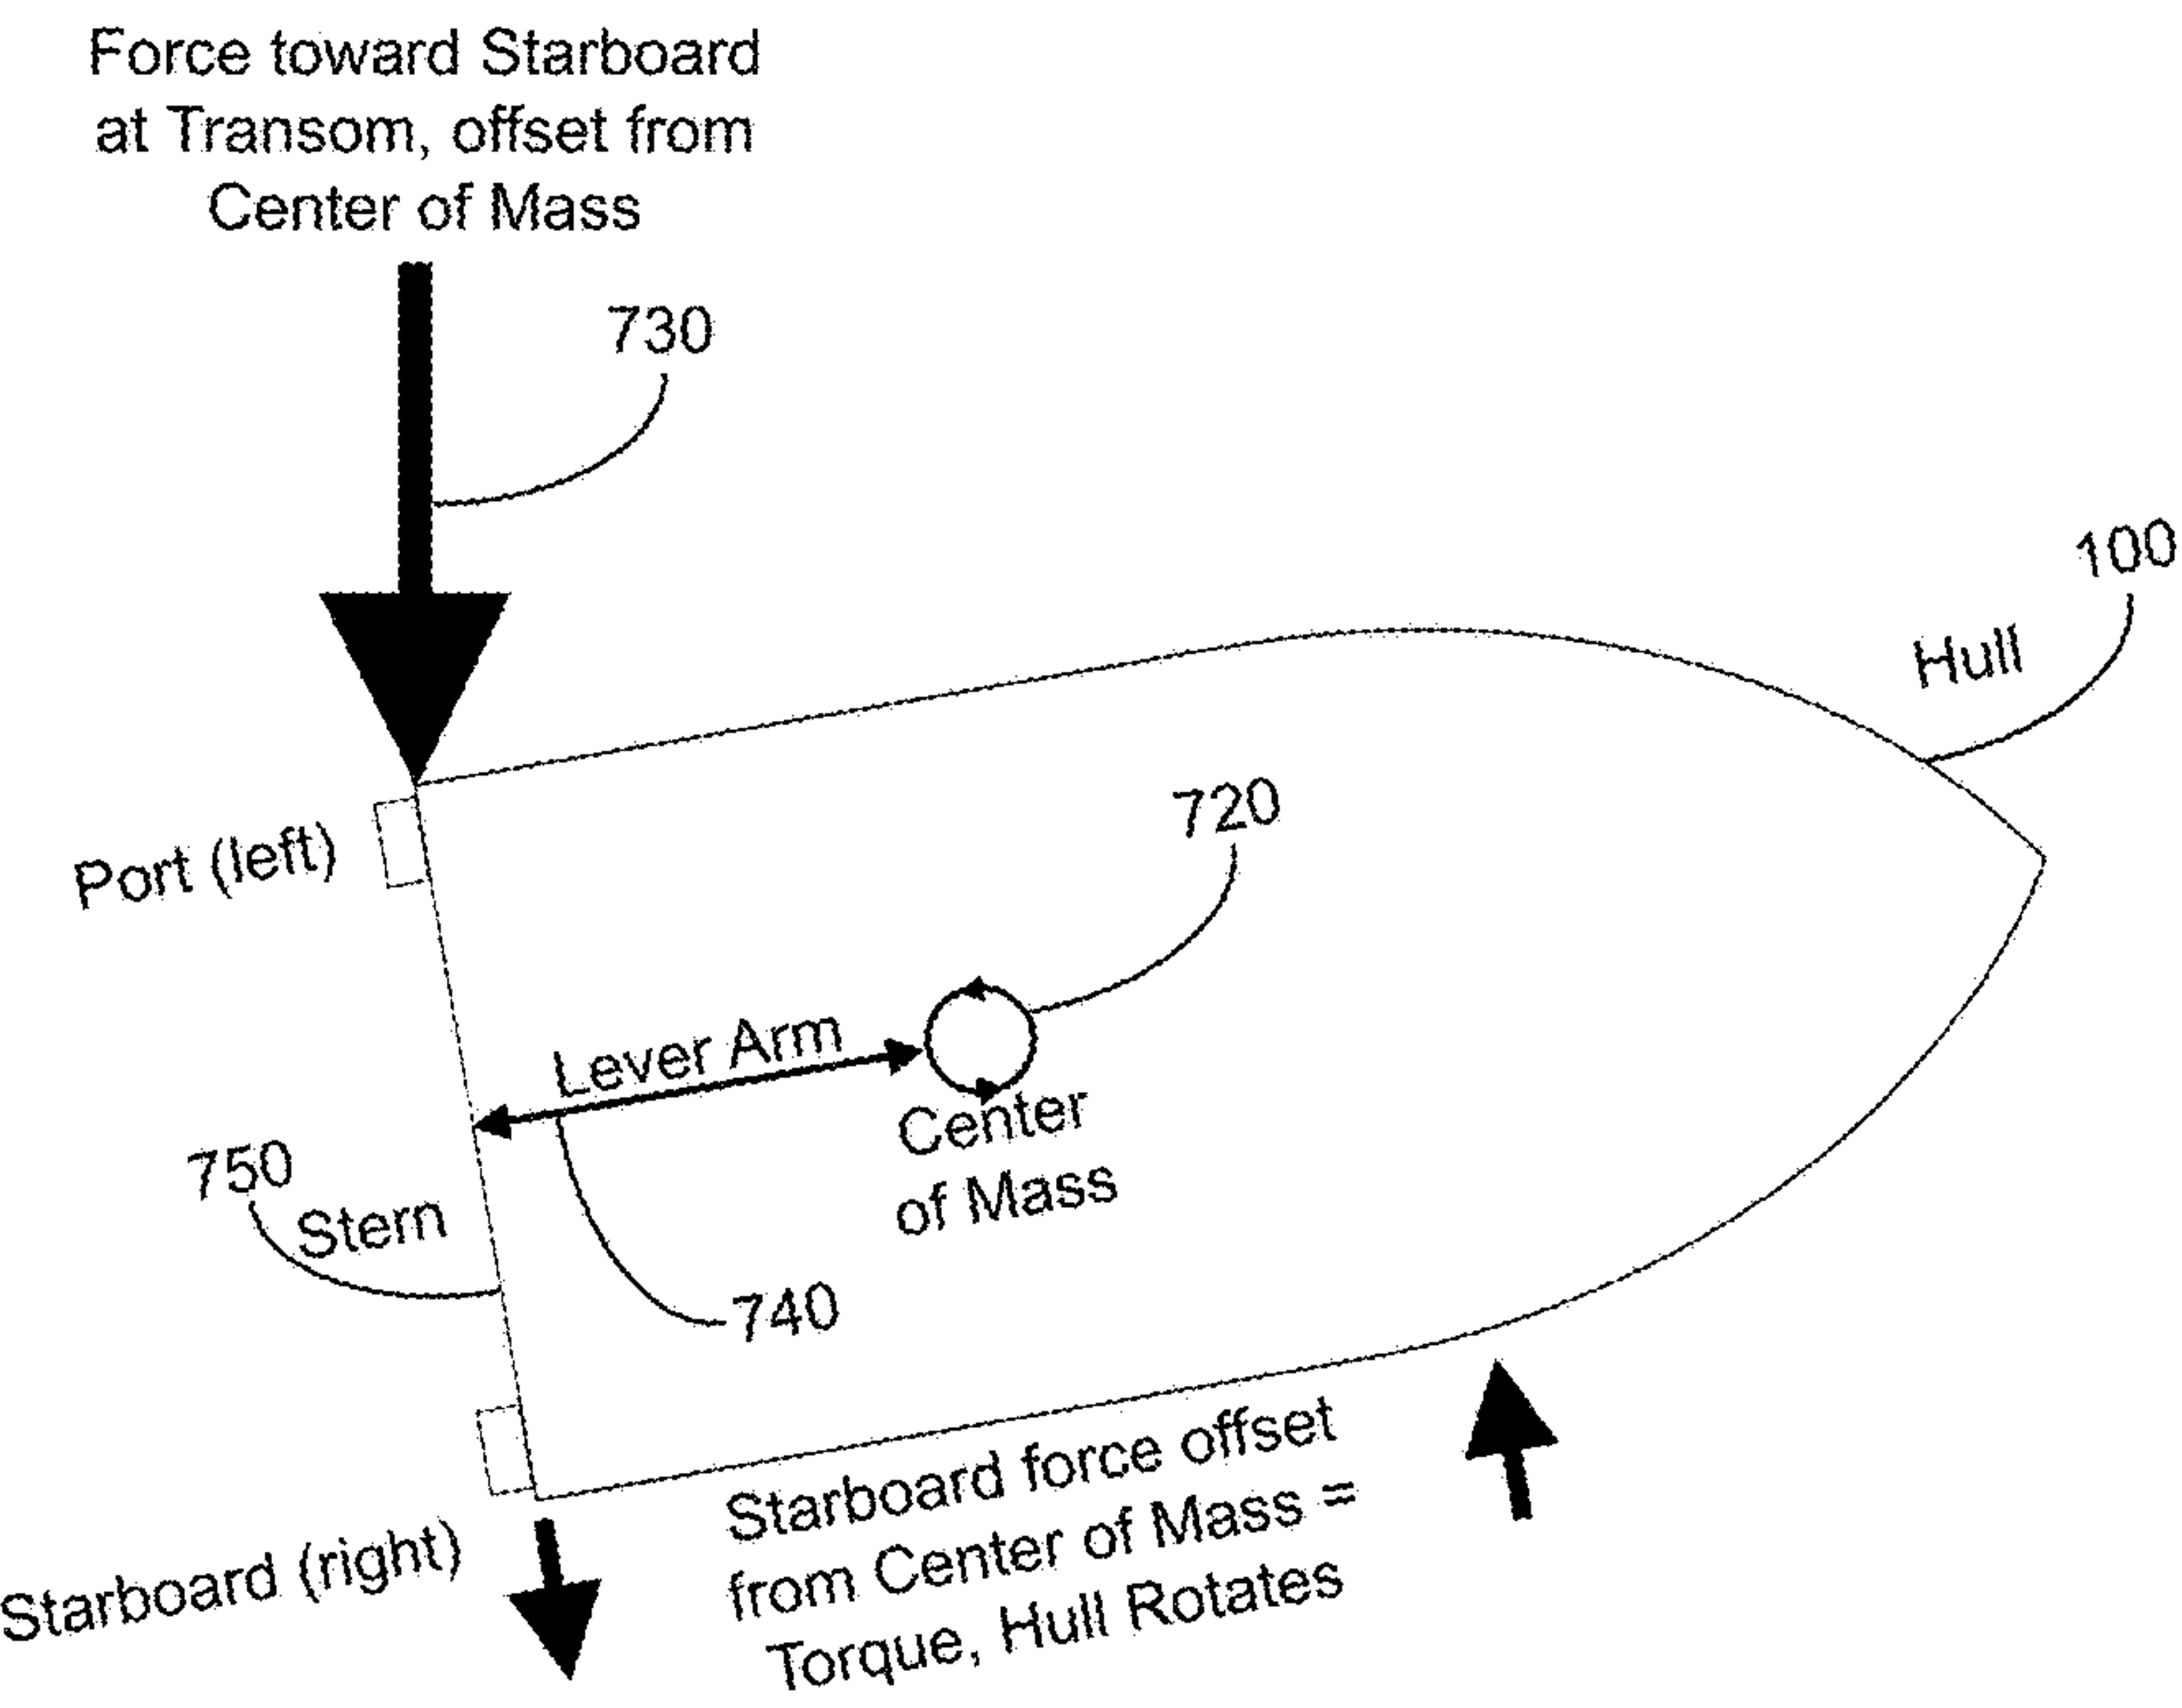 Force toward Starboard
at Transom, offset from
Center of Mass
730
100
Hull
720
Port (left)
Lever Arm
Center
of Mass
750
Stern
740
Starboard force offset
from Center of Mass =
Torque, Hull Rotates
Starboard (right)